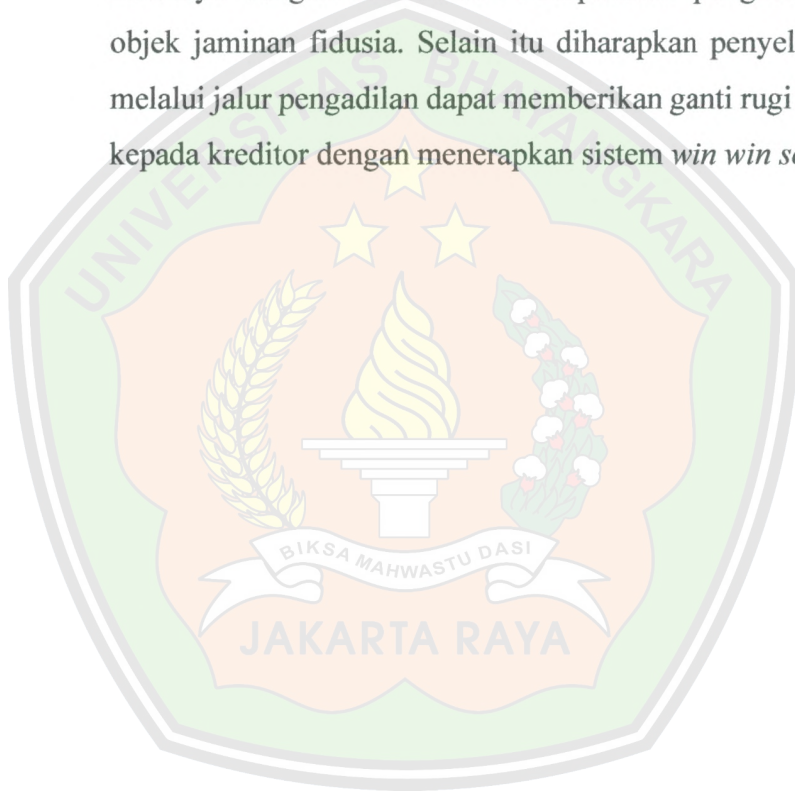 objek jaminan fidusia. Selain itu diharapkan penyel
melalui jalur pengadilan dapat memberikan ganti rugi
kepada kreditor dengan menerapkan sistem win win s
UNIVERSITAS BHAYANGKARA
BIKSA MAHWASTU DASI
JAKARTA RAYA